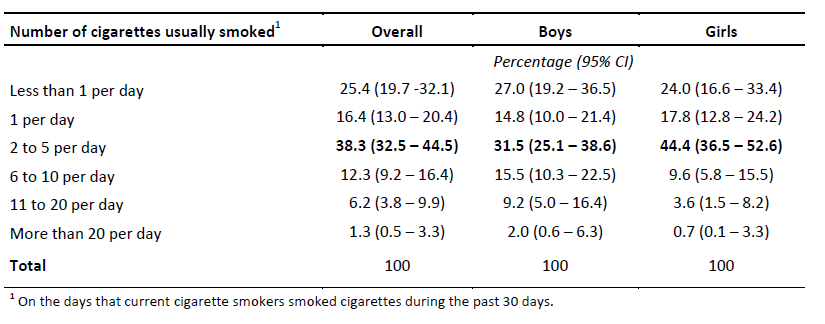 Number of cigarettes usually smoked1 Overall Boys Girls
Percentage (95% CI)
Less than 1 per day 25.4 (19.7 -32.1) 27.0 (19.2 – 36.5) 24.0 (16.6 – 33.4)
1 per day 16.4 (13.0 – 20.4) 14.8 (10.0 – 21.4) 17.8 (12.8 – 24.2)
2 to 5 per day 38.3 (32.5 – 44.5) 31.5 (25.1 – 38.6) 44.4 (36.5 – 52.6)
6 to 10 per day 12.3 (9.2 – 16.4) 15.5 (10.3 – 22.5) 9.6 (5.8 – 15.5)
11 to 20 per day 6.2 (3.8 – 9.9) 9.2 (5.0 – 16.4) 3.6 (1.5 – 8.2)
More than 20 per day 1.3 (0.5 – 3.3) 2.0 (0.6 – 6.3) 0.7 (0.1 – 3.3)
Total 100 100 100
1 On the days that current cigarette smokers smoked cigarettes during the past 30 days.